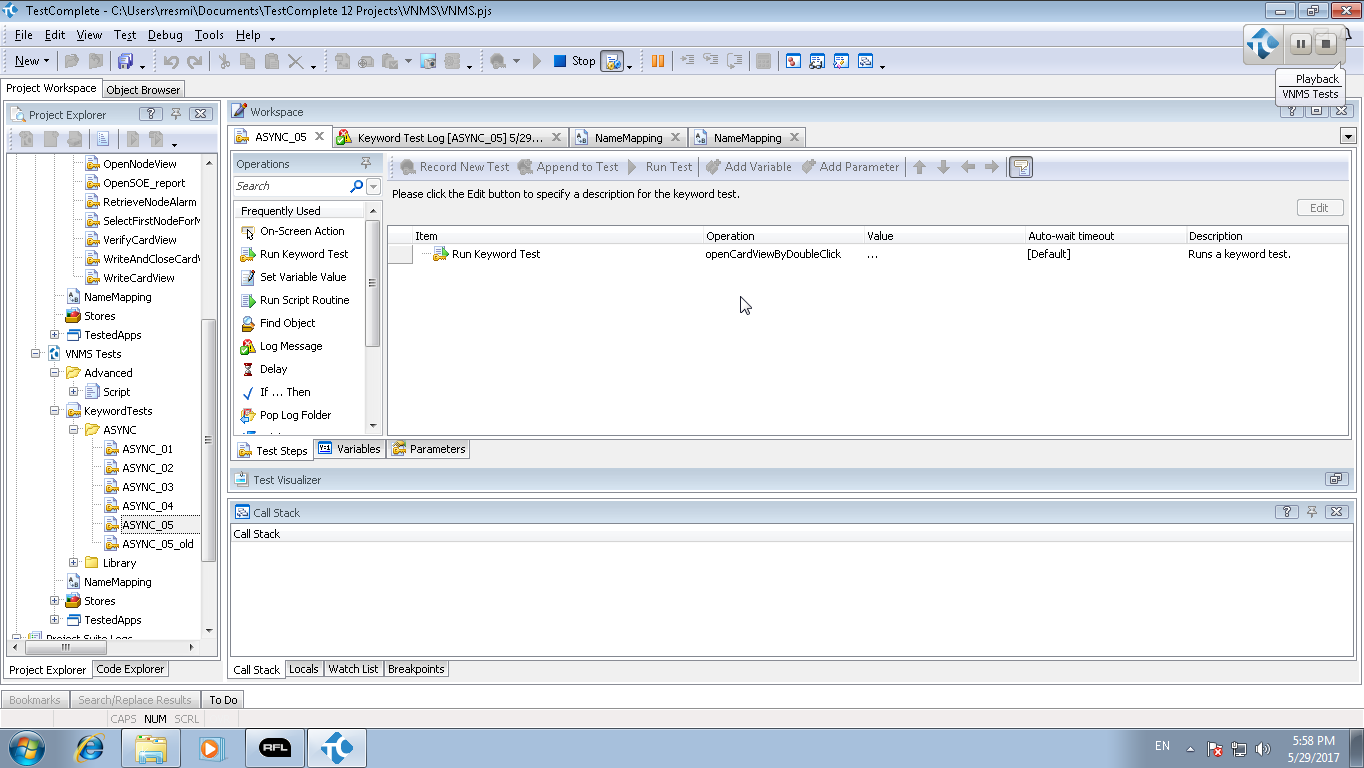 TestComplete - C:\Users\rresmi\Documents\TestComplete 12 Projects\VNMS\VNMS.pjs
File Edit View Test Debug Tools Help
New Stop
Playback
VNMS Tests
Project Workspace Object Browser
Project Explorer
OpenNodeView
OpenSOE_report
RetrieveNodeAlarm
SelectFirstNodeForM
VerifyCardView
WriteAndCloseCardV
WriteCardView
NameMapping
Stores
TestedApps
VNMS Tests
Advanced
Script
KeywordTests
ASYNC
ASYNC_01
ASYNC_02
ASYNC_03
ASYNC_04
ASYNC_05
ASYNC_05_old
Library
NameMapping
Stores
TestedApps
Project Suite Logs
Project Explorer Code Explorer
Workspace
ASYNC_05 Keyword Test Log [ASYNC_05] 5/29... NameMapping NameMapping
Operations
Search
Frequently Used
On-Screen Action
Run Keyword Test
Set Variable Value
Run Script Routine
Find Object
Log Message
Delay
If ... Then
Pop Log Folder
Record New Test Append to Test Run Test Add Variable Add Parameter
Please click the Edit button to specify a description for the keyword test.
Edit
Item Operation Value Auto-wait timeout Description
Run Keyword Test openCardViewByDoubleClick ... [Default] Runs a keyword test.
Test Steps Variables Parameters
Test Visualizer
Call Stack
Call Stack
Call Stack Locals Watch List Breakpoints
Bookmarks Search/Replace Results To Do
CAPS NUM SCRL
RFL
EN
5:58 PM
5/29/2017